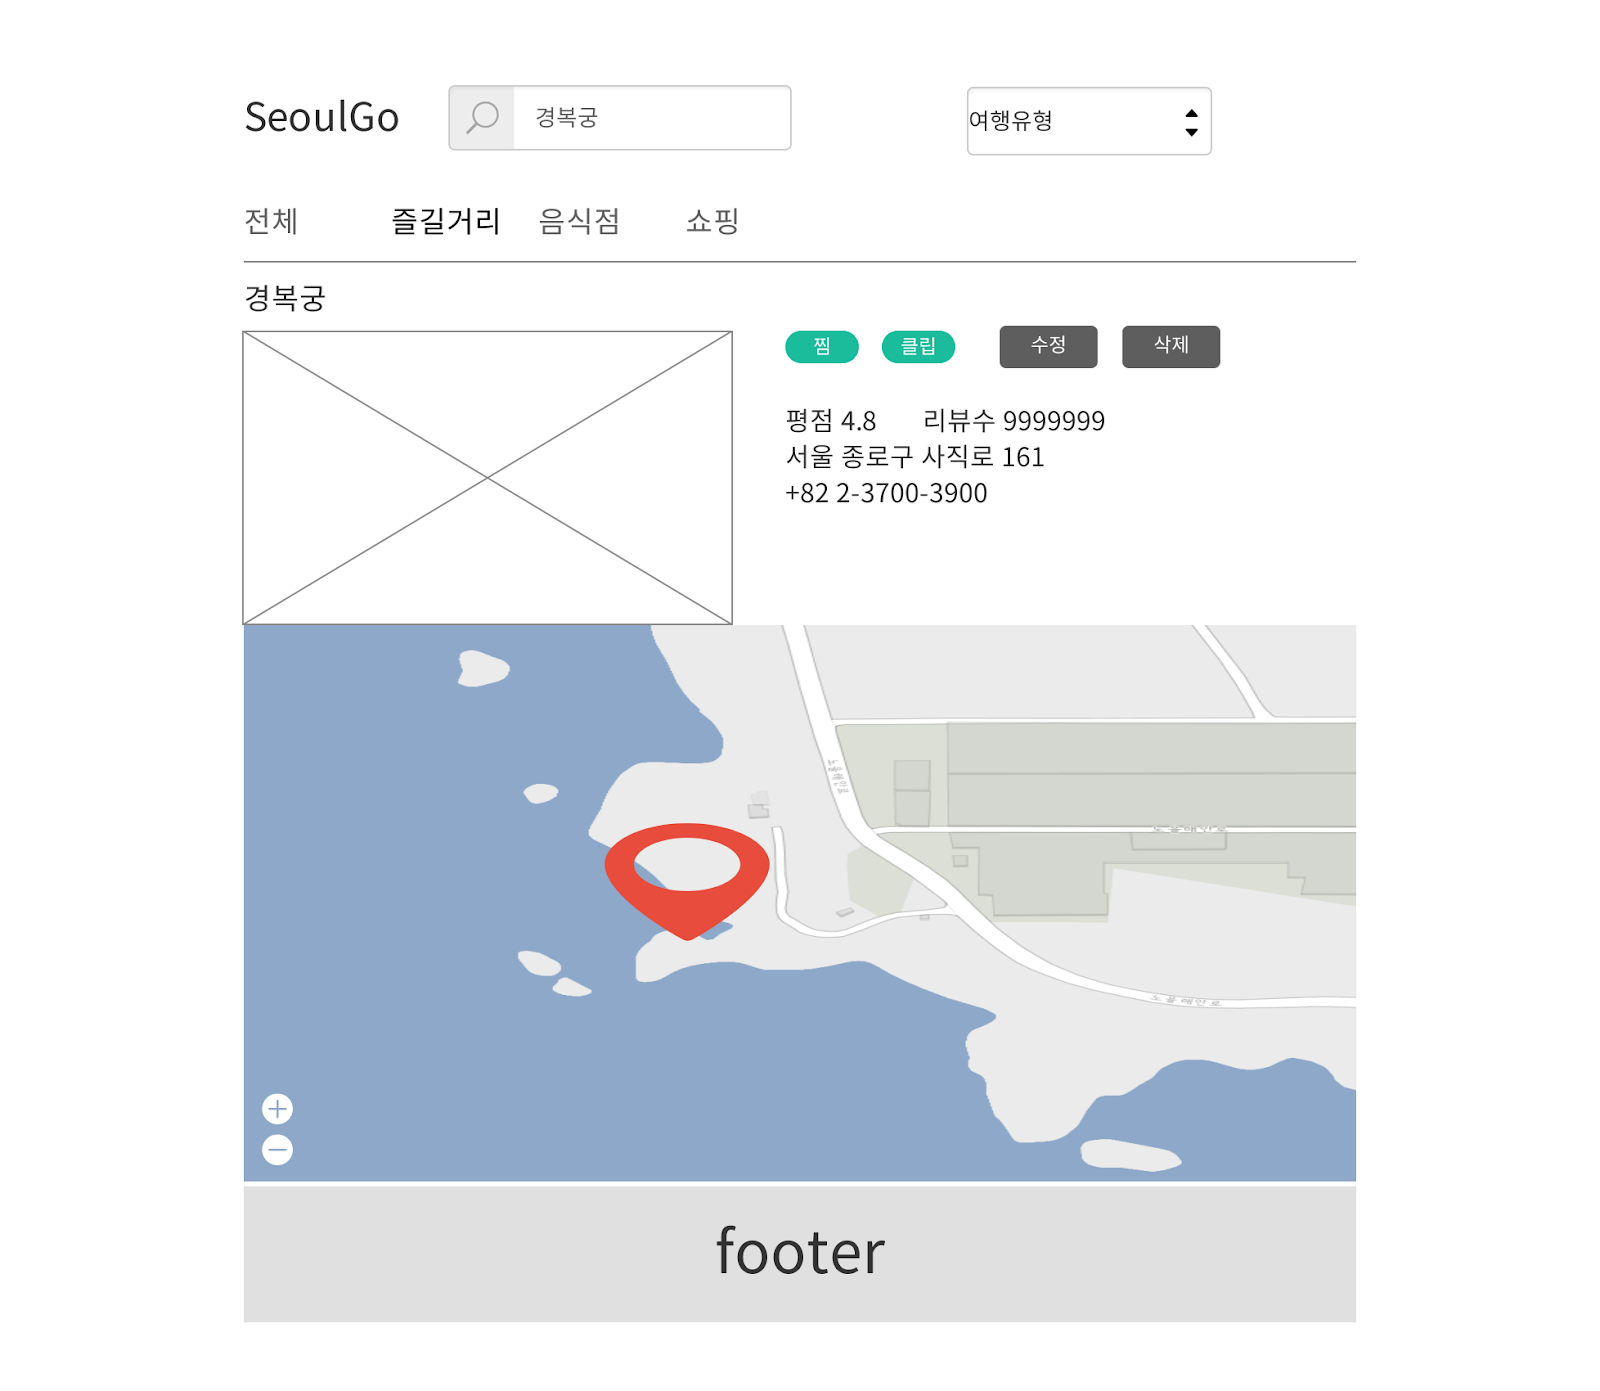 SeoulGo
경복궁
여행유형
전체
즐길거리
음식점
쇼핑
경복궁
찜
클립
수정
삭제
평점 4.8 리뷰수 9999999
서울 종로구 사직로 161
+82 2-3700-3900
footer